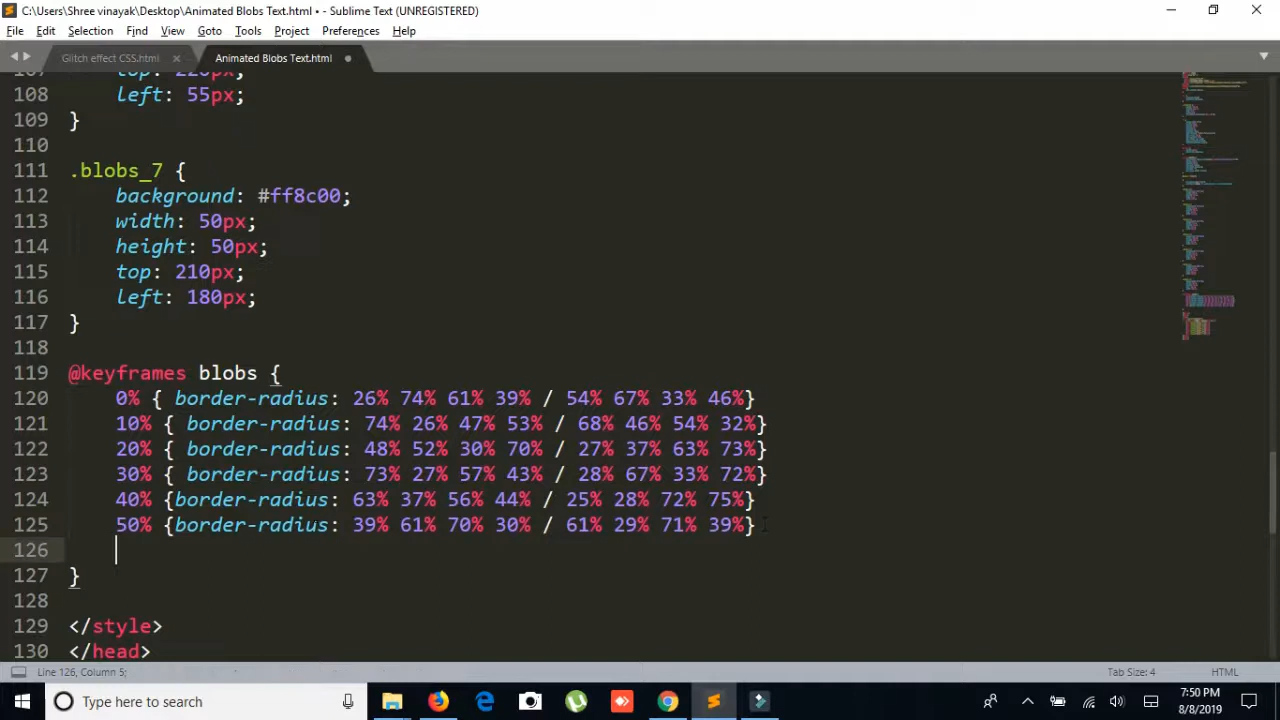 C:\Users\Shree vinayak\Desktop\Animated Blobs Text.html • - Sublime Text (UNREGISTERED)
File Edit Selection Find View Goto Tools Project Preferences Help
Glitch effect CSS.html Animated Blobs Text.html
107 top: 220px;
108 left: 55px;
109 }
110
111 .blobs_7 {
112 background: #ff8c00;
113 width: 50px;
114 height: 50px;
115 top: 210px;
116 left: 180px;
117 }
118
119 @keyframes blobs {
120 0% { border-radius: 26% 74% 61% 39% / 54% 67% 33% 46%}
121 10% { border-radius: 74% 26% 47% 53% / 68% 46% 54% 32%}
122 20% { border-radius: 48% 52% 30% 70% / 27% 37% 63% 73%}
123 30% { border-radius: 73% 27% 57% 43% / 28% 67% 33% 72%}
124 40% {border-radius: 63% 37% 56% 44% / 25% 28% 72% 75%}
125 50% {border-radius: 39% 61% 70% 30% / 61% 29% 71% 39%}
126
127 }
128
129 </style>
130 </head>
Line 126, Column 5; Tab Size: 4 HTML
Type here to search
7:50 PM
8/8/2019